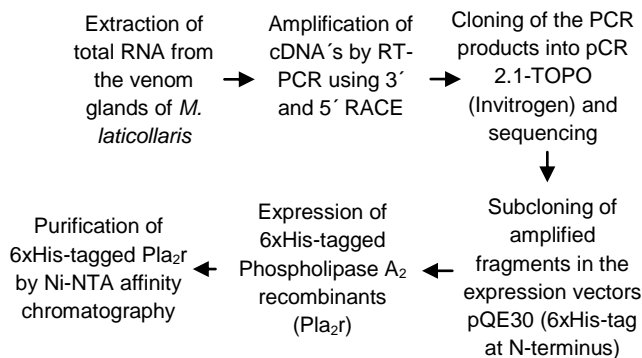 Extraction of
total RNA from
the venom
glands of M.
laticollaris
Amplification of
cDNA´s by RT-
PCR using 3´
and 5´ RACE
Cloning of the PCR
products into pCR
2.1-TOPO
(Invitrogen) and
sequencing
Subcloning of
amplified
fragments in the
expression vectors
pQE30 (6xHis-tag
at N-terminus)
Expression of
6xHis-tagged
Phospholipase A₂
recombinants
(Pla₂r)
Purification of
6xHis-tagged Pla₂r
by Ni-NTA affinity
chromatography